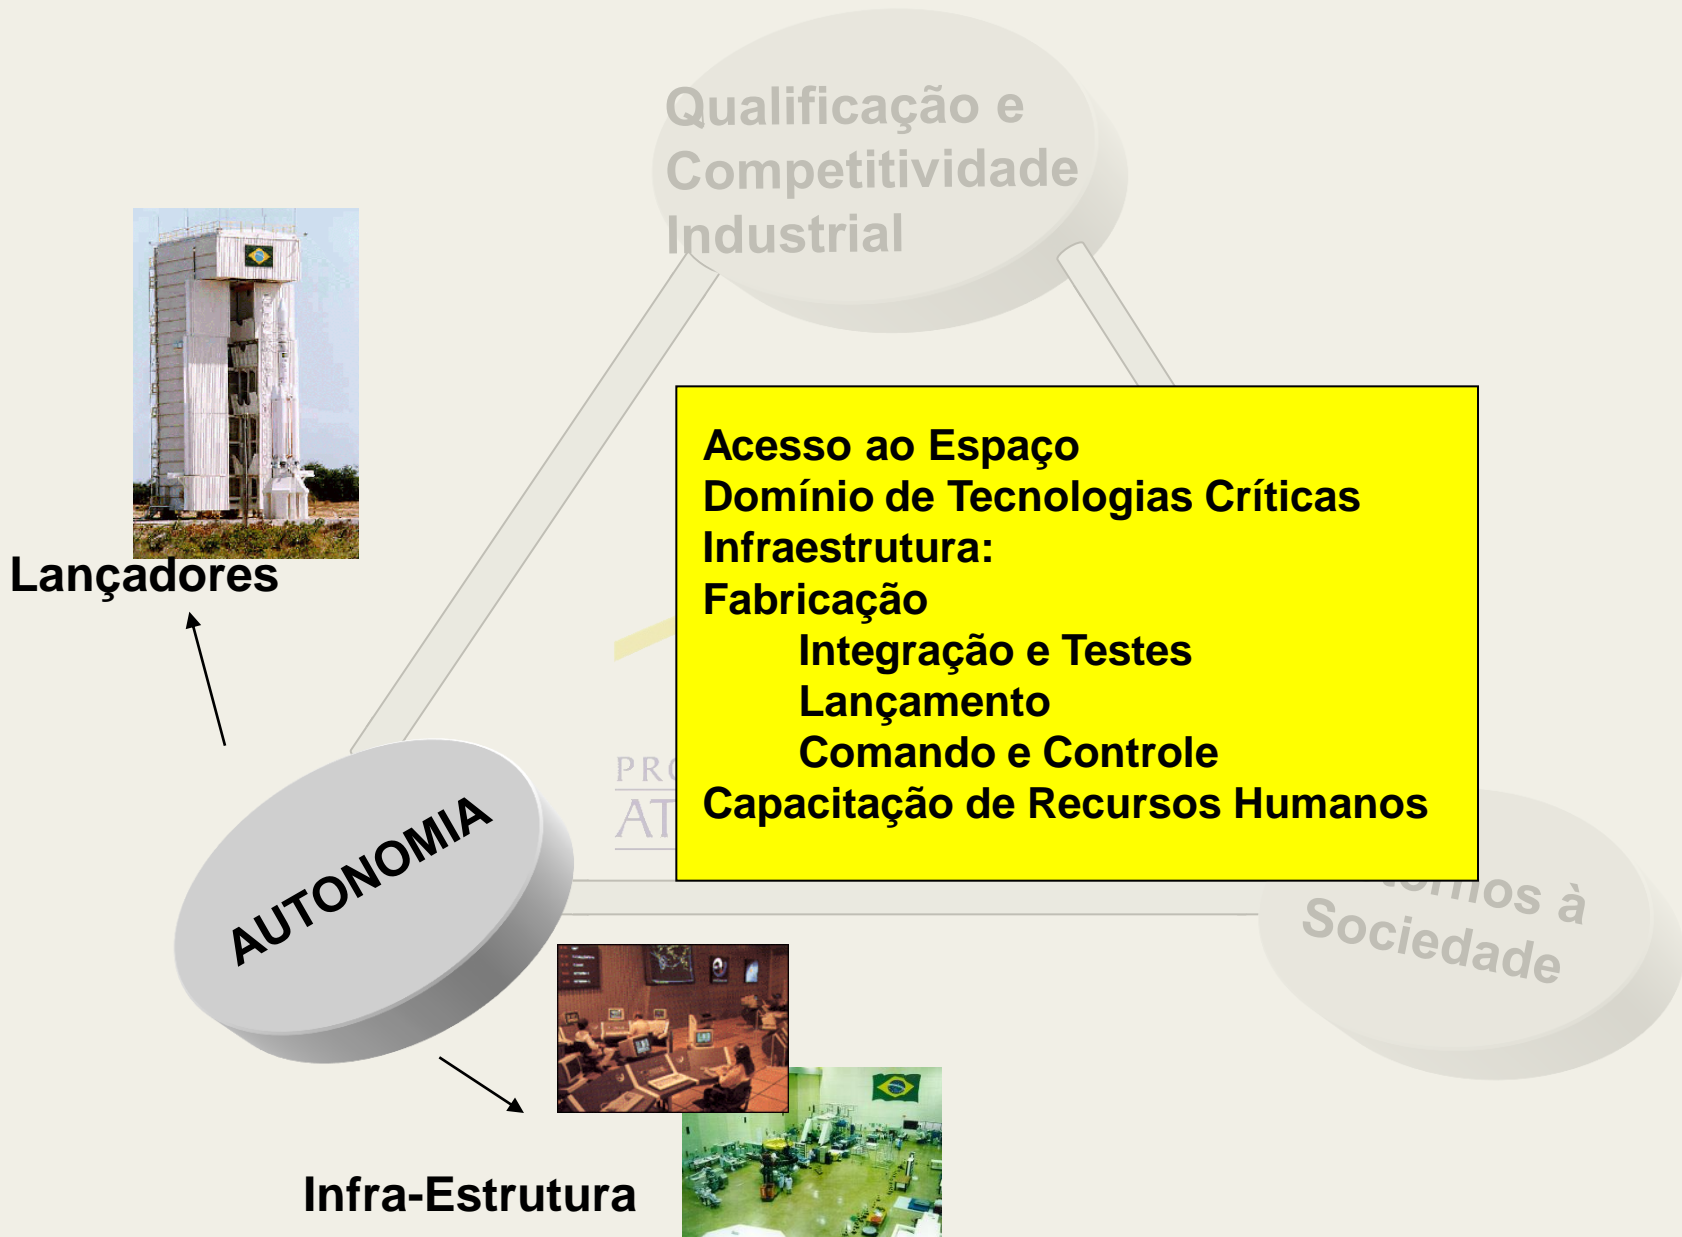 Qualificação e
Competitividade
Industrial
Lançadores
Acesso ao Espaço
Domínio de Tecnologias Críticas
Infraestrutura:
Fabricação
Integração e Testes
Lançamento
Comando e Controle
Capacitação de Recursos Humanos
AUTONOMIA
à
Sociedade
Infra-Estrutura